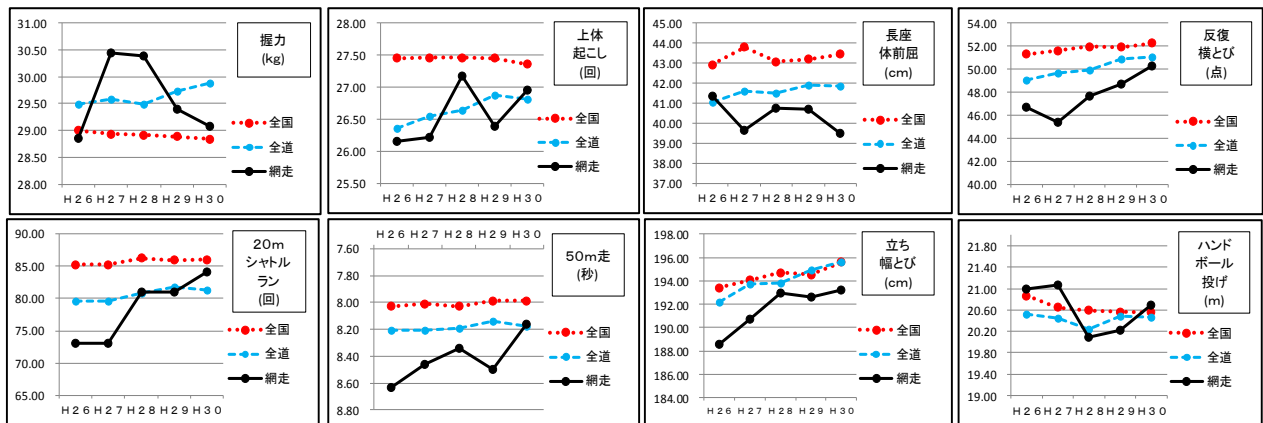 31.00
30.50
30.00
29.50
29.00
28.50
28.00
H26 H27 H28 H29 H30
握力
(kg)
全国
全道
網走
28.00
27.50
27.00
26.50
26.00
25.50
H26 H27 H28 H29 H30
上体
起こし
(回)
全国
全道
網走
45.00
44.00
43.00
42.00
41.00
40.00
39.00
38.00
37.00
H26 H27 H28 H29 H30
長座
体前屈
(cm)
全国
全道
網走
54.00
52.00
50.00
48.00
46.00
44.00
42.00
40.00
H26 H27 H28 H29 H30
反復
横とび
(点)
全国
全道
網走
90.00
85.00
80.00
75.00
70.00
65.00
H26 H27 H28 H29 H30
20m
シャトル
ラン
(回)
全国
全道
網走
H26 H27 H28 H29 H30
7.60
7.80
8.00
8.20
8.40
8.60
8.80
50m走
(秒)
全国
全道
網走
198.00
196.00
194.00
192.00
190.00
188.00
186.00
184.00
H26 H27 H28 H29 H30
立ち
幅とび
(cm)
全国
全道
網走
21.80
21.40
21.00
20.60
20.20
19.80
19.40
19.00
H26 H27 H28 H29 H30
ハンド
ボール
投げ
(m)
全国
全道
網走